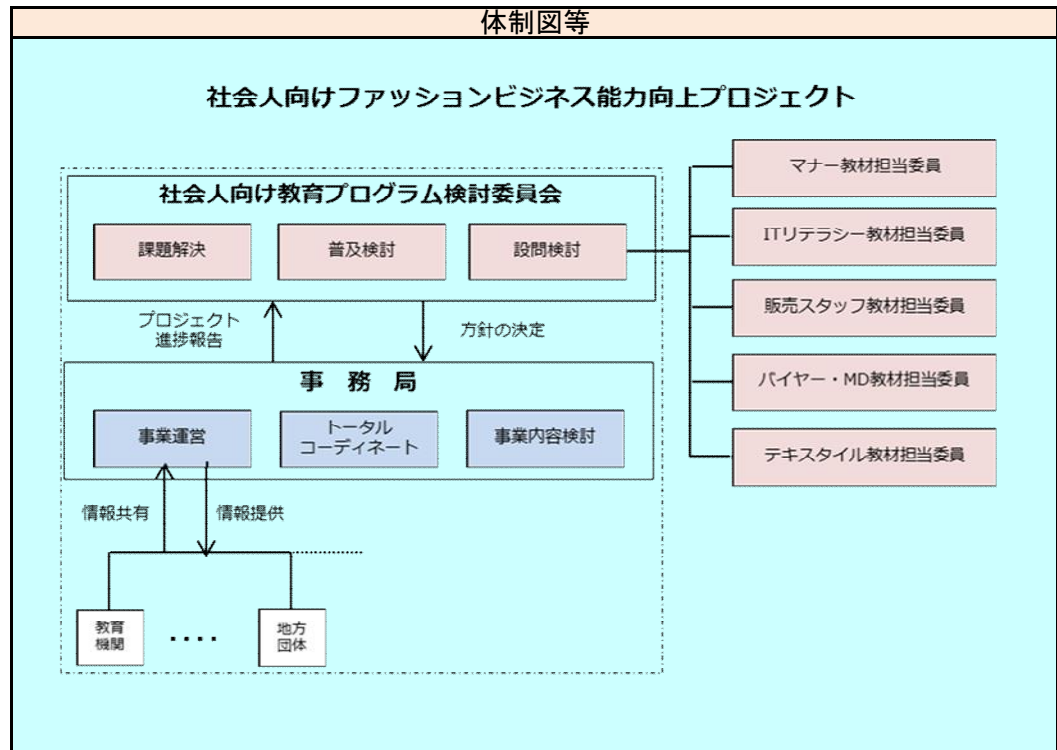 体制図等
社会人向けファッションビジネス能力向上プロジェクト
社会人向け教育プログラム検討委員会
課題解決
普及検討
設問検討
マナー教材担当委員
ITリテラシー教材担当委員
販売スタッフ教材担当委員
バイヤー・MD教材担当委員
テキスタイル教材担当委員
プロジェクト
進捗報告
方針の決定
事 務 局
事業運営
トータル
コーディネート
事業内容検討
情報共有
情報提供
教育
機関
・・・・
地方
団体